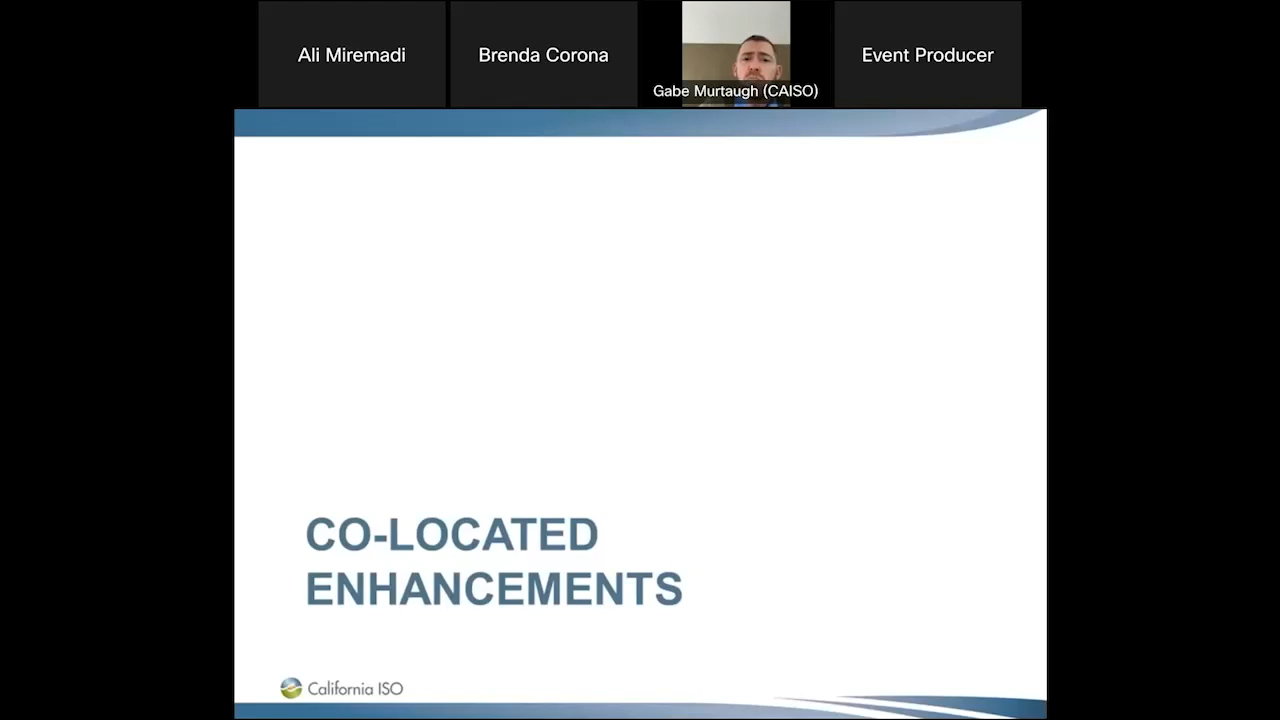 Ali Miremadi
Brenda Corona
Gabe Murtaugh (CAISO)
Event Producer
CO-LOCATED
ENHANCEMENTS
California ISO